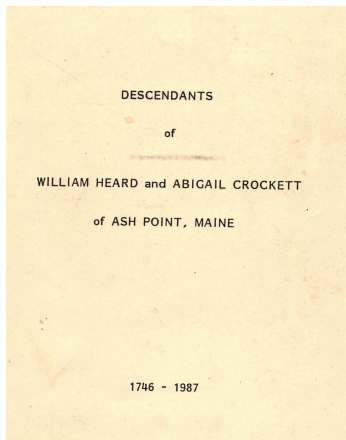 DESCENDANTS
of
WILLIAM HEARD and ABIGAIL CROCKETT
of ASH POINT, MAINE
1746 - 1987